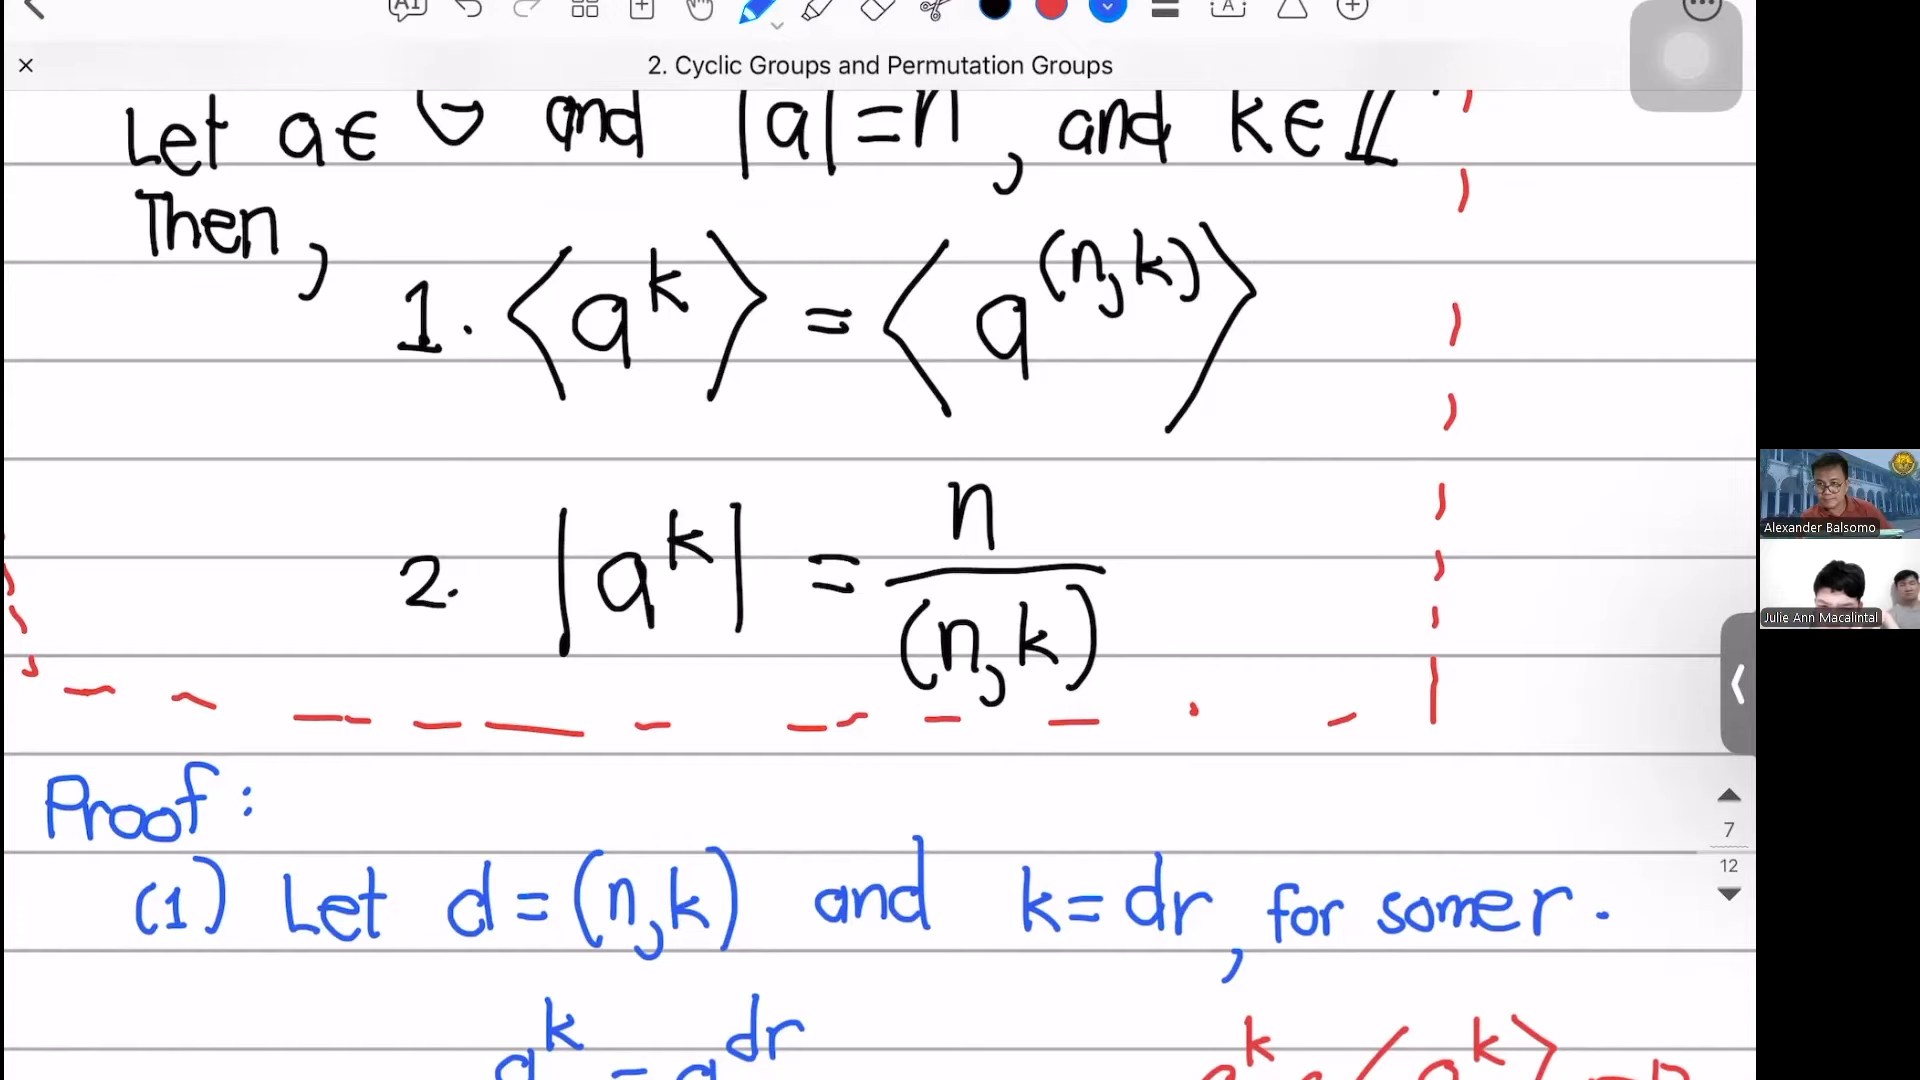 2. Cyclic Groups and Permutation Groups
Let a ∈ G and |a| = n, and k ∈ ℤ
Then,
1. ⟨a^k⟩ = ⟨a^(n,k)⟩
2. |a^k| = n/(n,k)
Proof:
(1) Let d = (n,k) and k = dr, for some r.
a^k = a^dr
7
12
Alexander Balsomo
Julie Ann Macalintal